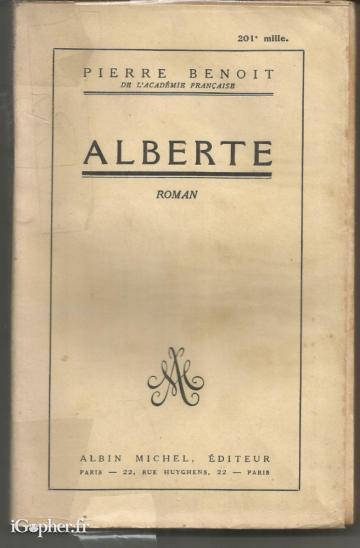 201e mille.
PIERRE BENOIT
DE L'ACADÉMIE FRANÇAISE
ALBERTE
ROMAN
AM
ALBIN MICHEL, ÉDITEUR
PARIS — 22, RUE HUYGHENS, 22 — PARIS
iGopher.fr